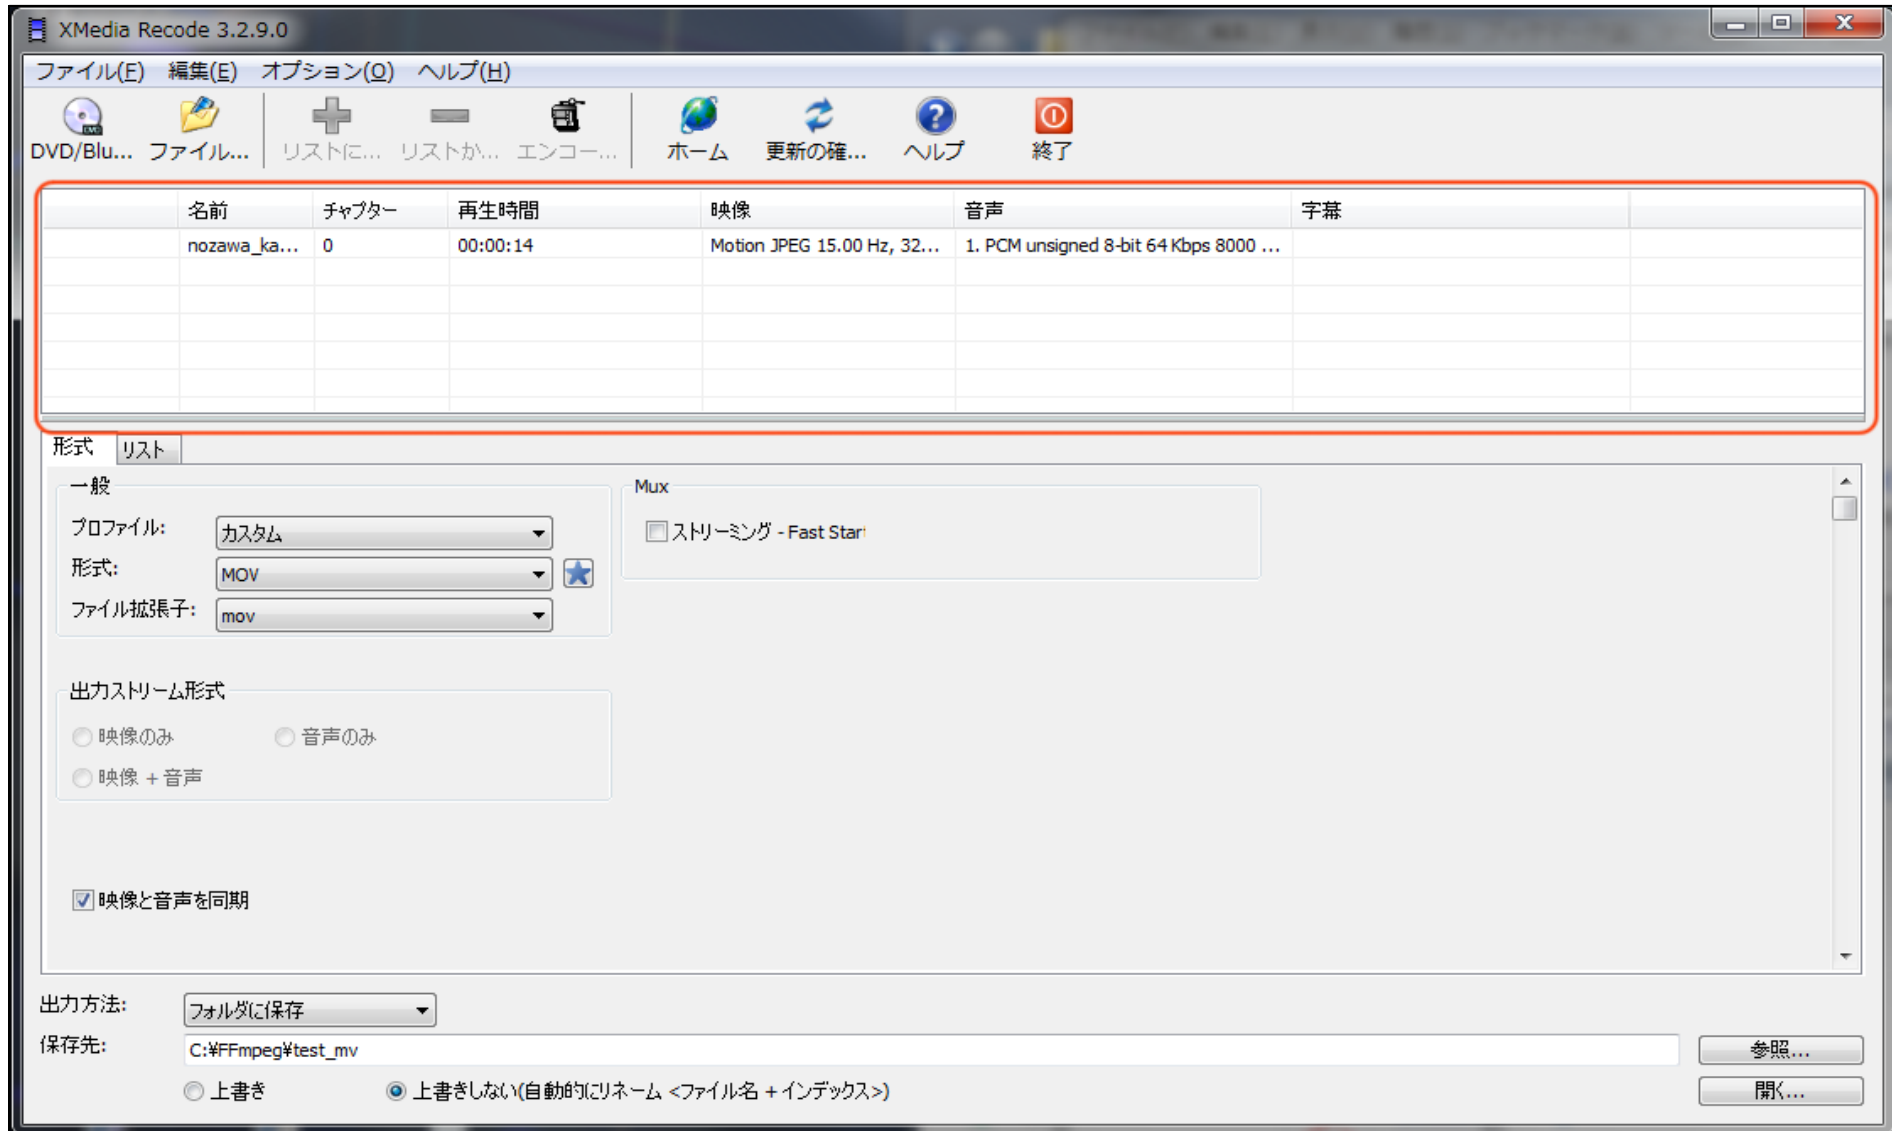 XMedia Recode 3.2.9.0
ファイル(F) 編集(E) オプション(O) ヘルプ(H)
DVD/Blu... ファイル... リストに... リストか... エンコー... ホーム 更新の確... ヘルプ 終了
名前 チャプター 再生時間 映像 音声 字幕
nozawa_ka... 0 00:00:14 Motion JPEG 15.00 Hz, 32... 1. PCM unsigned 8-bit 64 Kbps 8000 ...
形式 リスト
一般 Mux
プロファイル: カスタム ストリーミング - Fast Start
形式: MOV
ファイル拡張子: mov
出力ストリーム形式
映像のみ 音声のみ
映像 + 音声
映像と音声を同期
出力方法: フォルダに保存
保存先: C:¥FFmpeg¥test_mv 参照...
上書き 上書きしない(自動的にリネーム <ファイル名 + インデックス>) 開く...